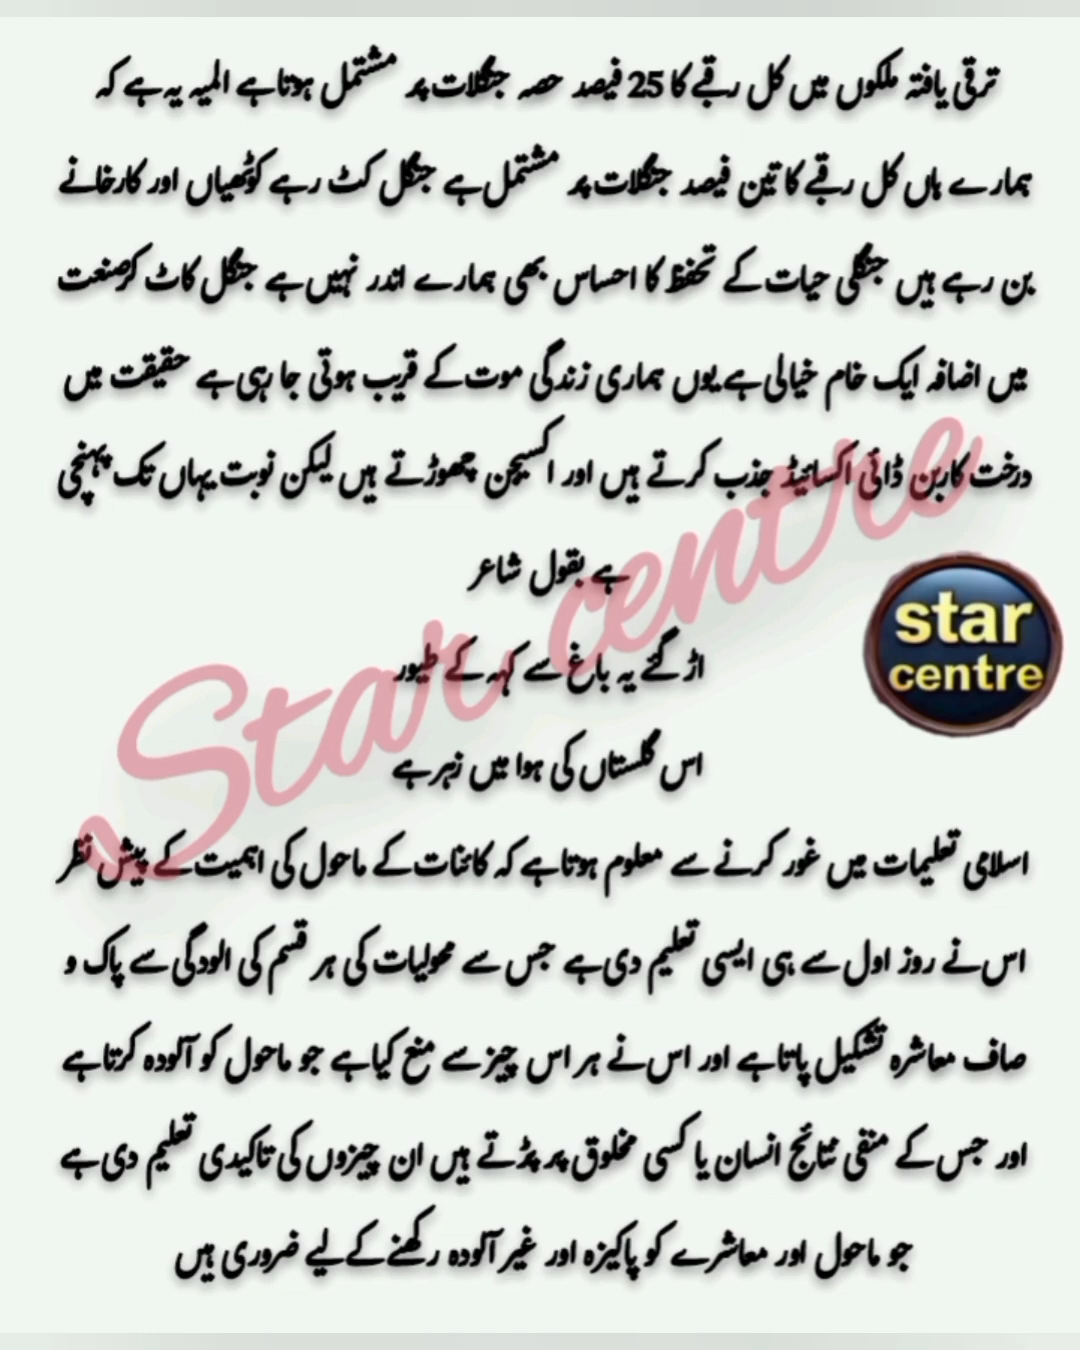 ترقی یافتہ ملکوں میں کل رقبے کا 25 فیصد حصہ جنگلات پر مشتمل ہوتا ہے المیہ یہ ہے کہ
ہمارے ہاں کل رقبے کا تین فیصد جنگلات پر مشتمل ہے جنگل کٹ رہے کوٹھیاں اور کارخانے
بن رہے ہیں جنگلی حیات کے تحفظ کا احساس بھی ہمارے اندر نہیں ہے جنگل کاٹ کر صنعت
میں اضافہ ایک خام خیالی ہے یوں ہماری زندگی موت کے قریب ہوتی جا رہی ہے حقیقت میں
درخت کاربن ڈائی اکسائیڈ جذب کرتے ہیں اور اکسیجن چھوڑتے ہیں لیکن نوبت یہاں تک پہنچی
ہے بقول شاعر
اڑ گئے یہ باغ سے کہہ کے طیور
اس گلستاں کی ہوا میں زہر ہے
star
centre
Star centre
اسلامی تعلیمات میں غور کرنے سے معلوم ہوتا ہے کہ کائنات کے ماحول کی اہمیت کے پیش نظر
اس نے روز اول سے ہی ایسی تعلیم دی ہے جس سے محولیات کی ہر قسم کی الودگی سے پاک و
صاف معاشرہ تشکیل پاتا ہے اور اس نے ہر اس چیز سے منع کیا ہے جو ماحول کو آلودہ کرتا ہے
اور جس کے منفی نتائج انسان یا کسی مخلوق پر پڑتے ہیں ان چیزوں کی تاکیدی تعلیم دی ہے
جو ماحول اور معاشرے کو پاکیزہ اور غیر آلودہ رکھنے کے لیے ضروری ہیں